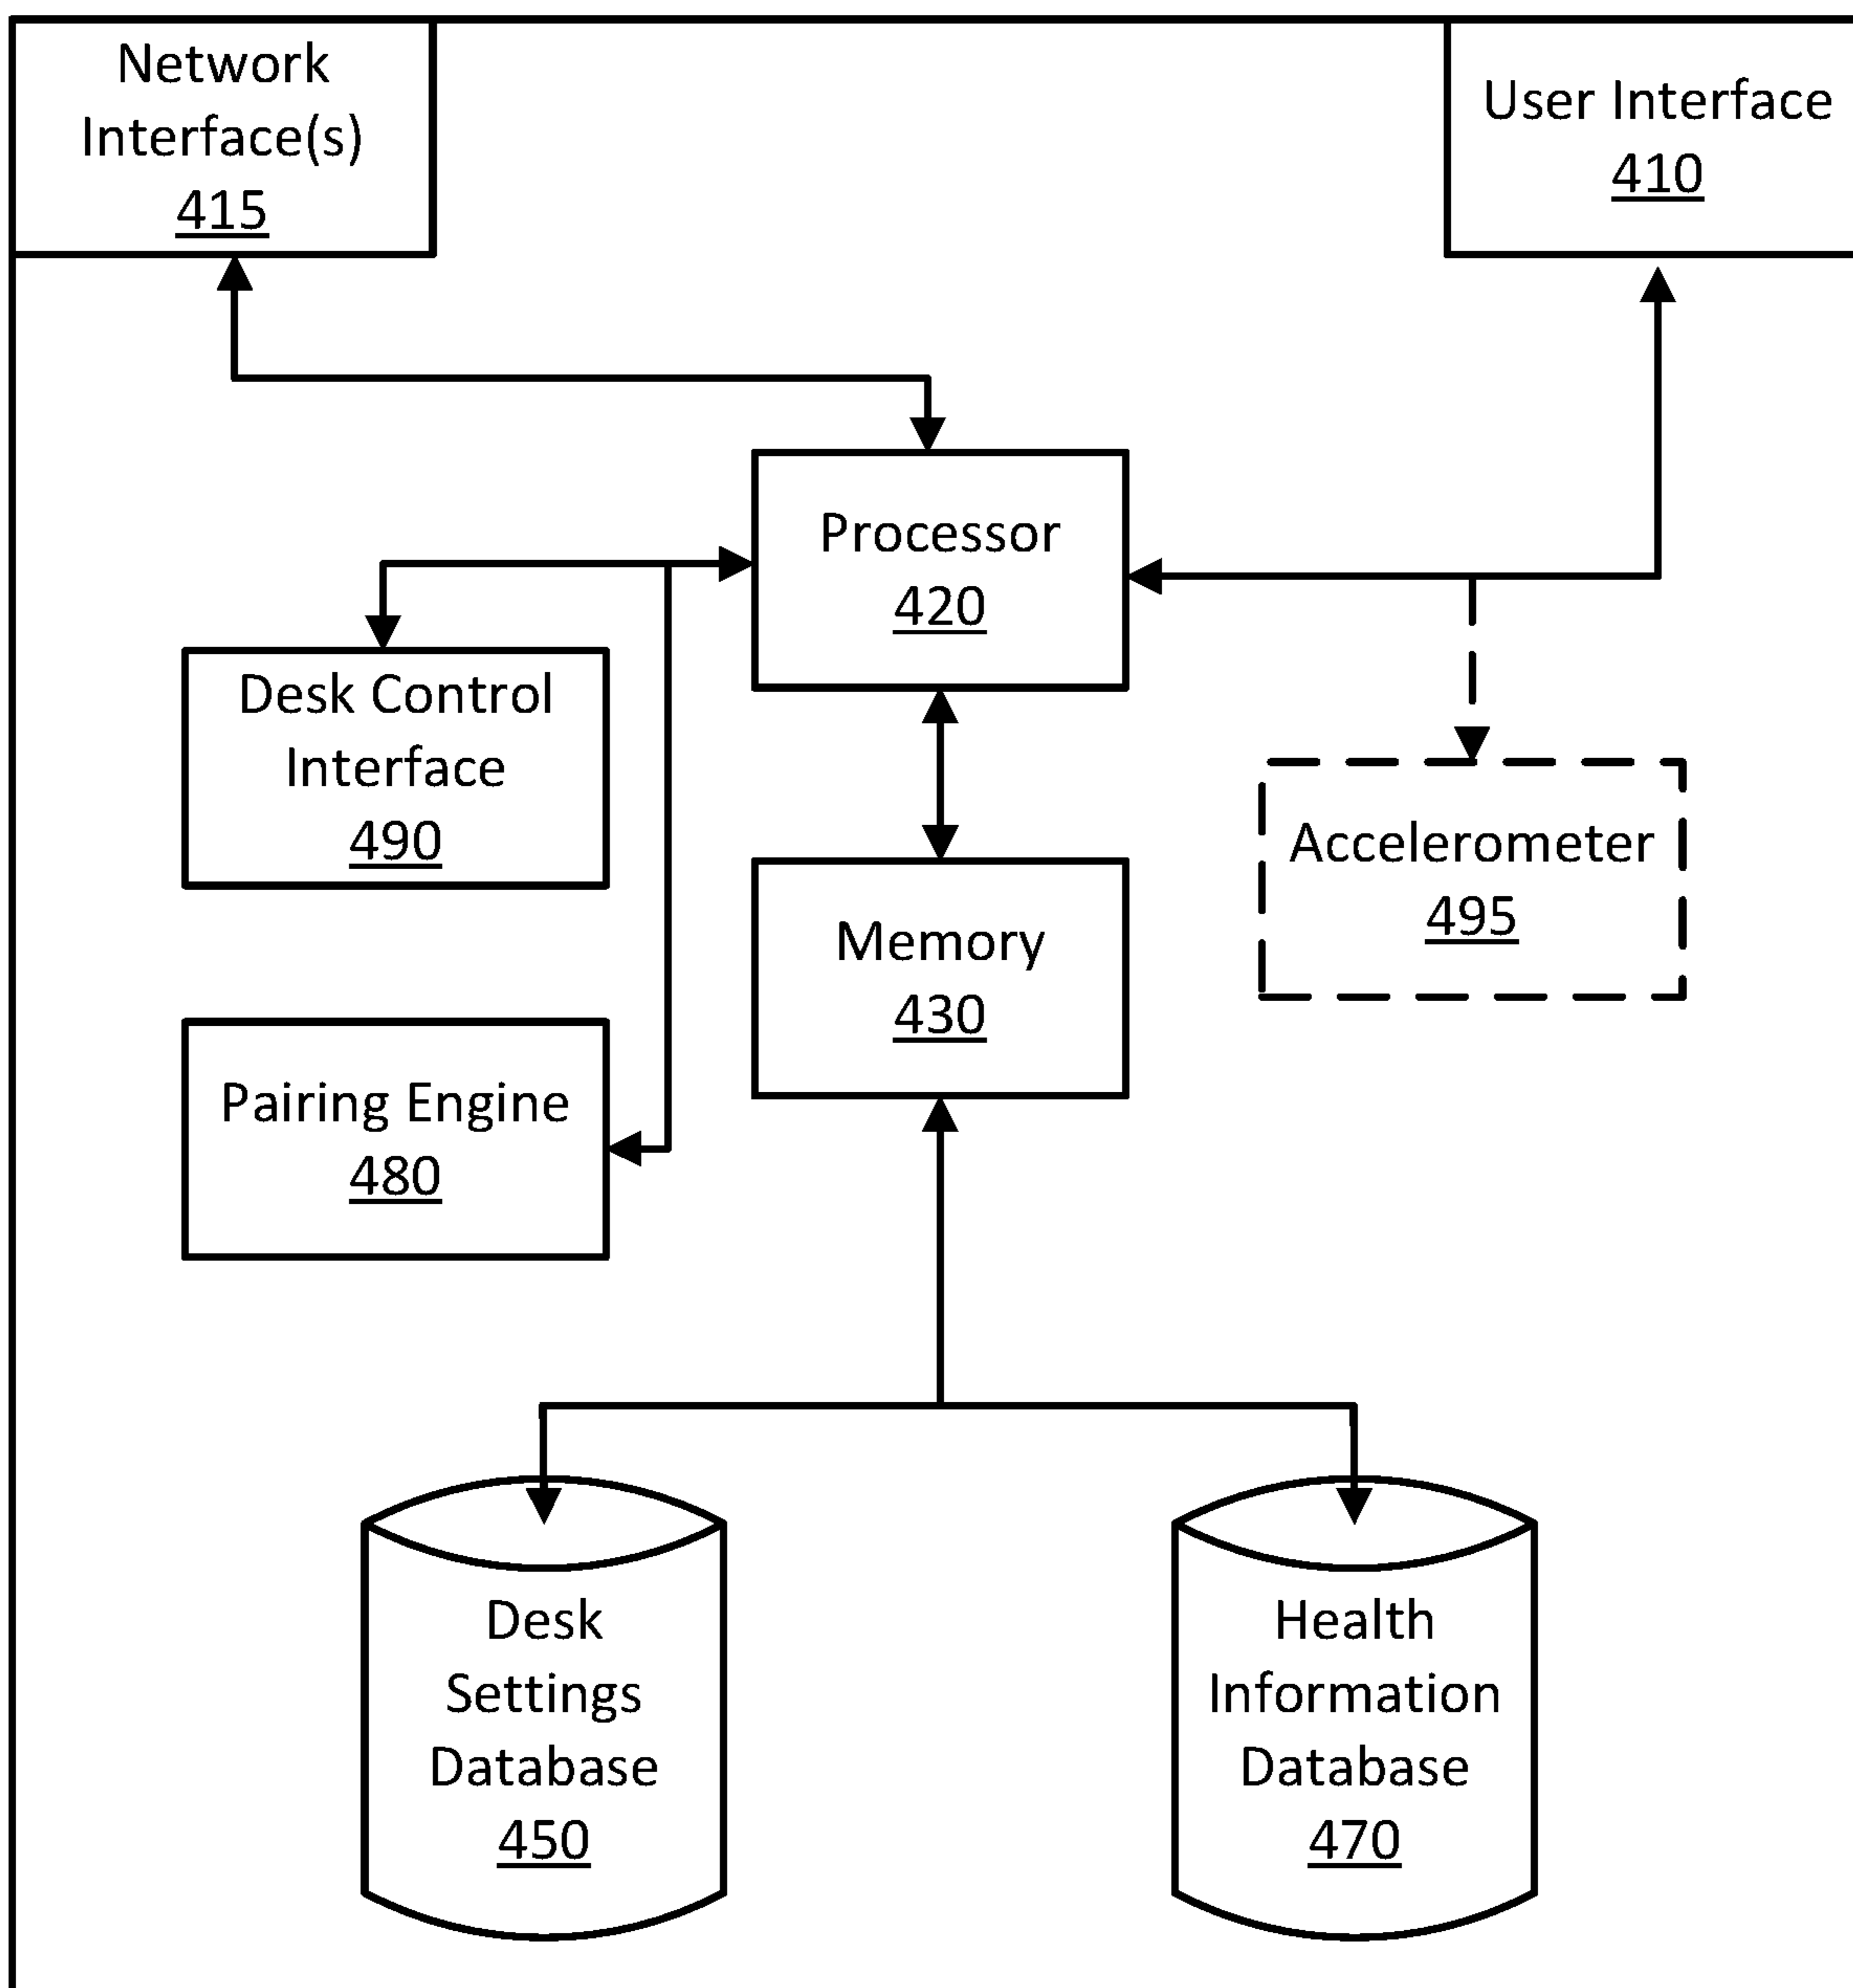 Network
Interface(s)
415
User Interface
410
Processor
420
Desk Control
Interface
490
Accelerometer
495
Memory
430
Pairing Engine
480
Desk
Settings
Database
450
Health
Information
Database
470